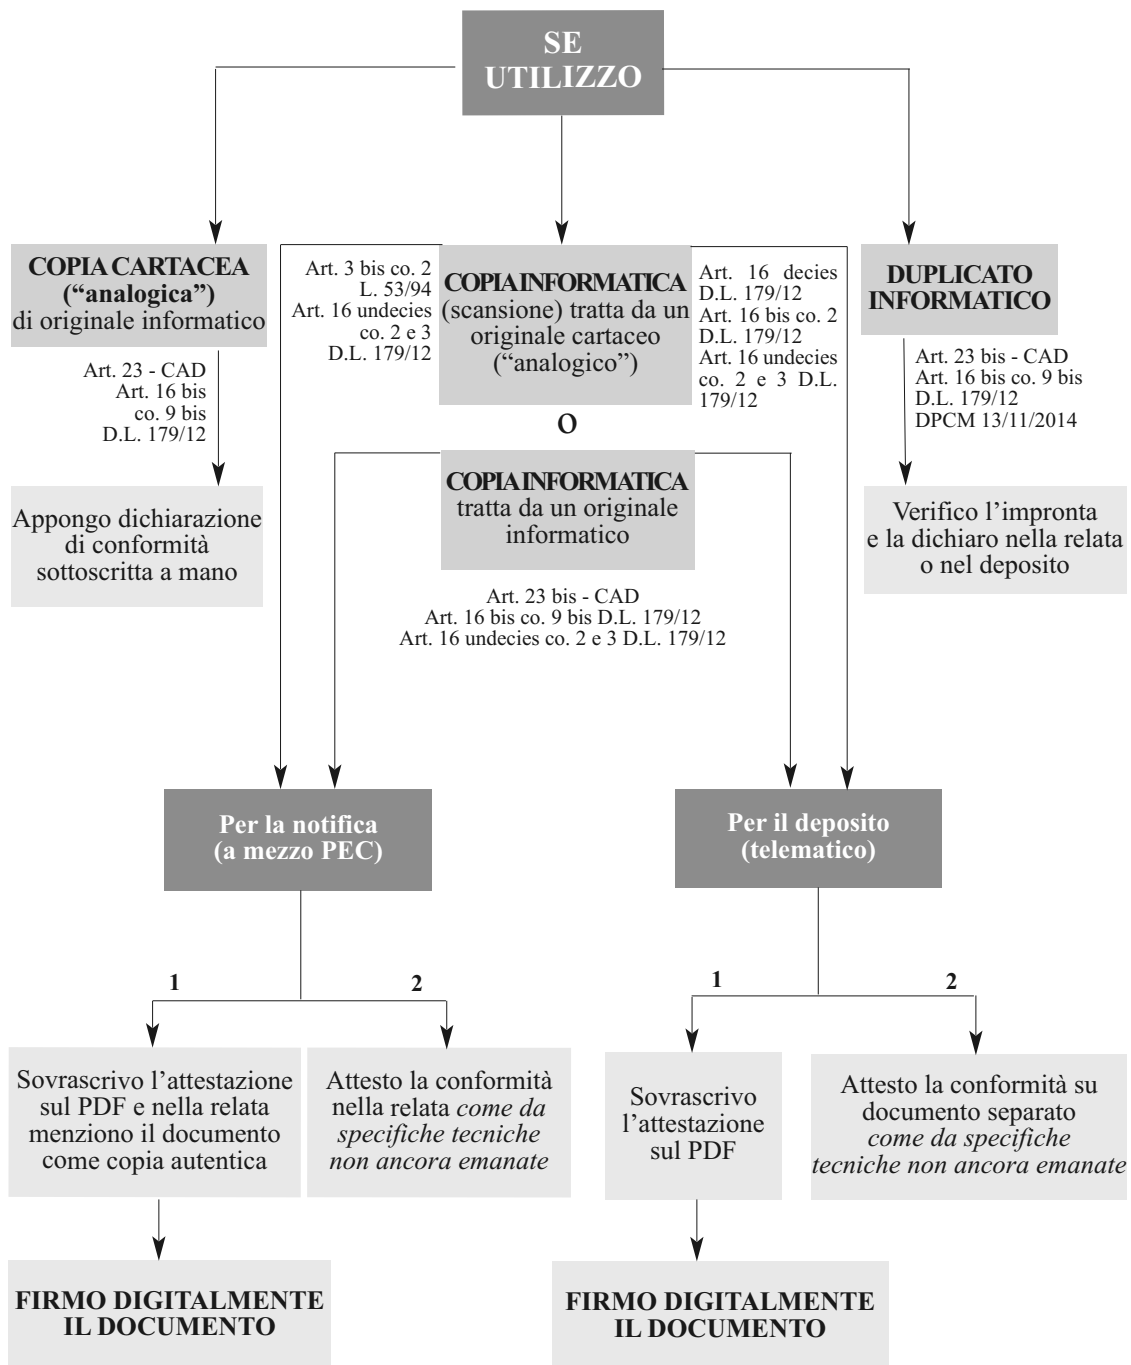 SE
UTILIZZO
COPIA CARTACEA
(“analogica”)
di originale informatico
Art. 23 - CAD
Art. 16 bis
co. 9 bis
D.L. 179/12
Appongo dichiarazione
di conformità
sottoscritta a mano
Art. 3 bis co. 2
L. 53/94
Art. 16 undecies
co. 2 e 3
D.L. 179/12
COPIA INFORMATICA
(scansione) tratta da un
originale cartaceo
(“analogico”)
Art. 16 decies
D.L. 179/12
Art. 16 bis co. 2
D.L. 179/12
Art. 16 undecies
co. 2 e 3 D.L.
179/12
O
COPIA INFORMATICA
tratta da un originale
informatico
Art. 23 bis - CAD
Art. 16 bis co. 9 bis D.L. 179/12
Art. 16 undecies co. 2 e 3 D.L. 179/12
DUPLICATO
INFORMATICO
Art. 23 bis - CAD
Art. 16 bis co. 9 bis
D.L. 179/12
DPCM 13/11/2014
Verifico l’impronta
e la dichiaro nella relata
o nel deposito
Per la notifica
(a mezzo PEC)
1
2
Sovrascrivo l’attestazione
sul PDF e nella relata
menziono il documento
come copia autentica
Attesto la conformità
nella relata come da
specifiche tecniche
non ancora emanate
FIRMO DIGITALMENTE
IL DOCUMENTO
Per il deposito
(telematico)
1
2
Sovrascrivo
l’attestazione
sul PDF
Attesto la conformità su
documento separato
come da specifiche
tecniche non ancora emanate
FIRMO DIGITALMENTE
IL DOCUMENTO